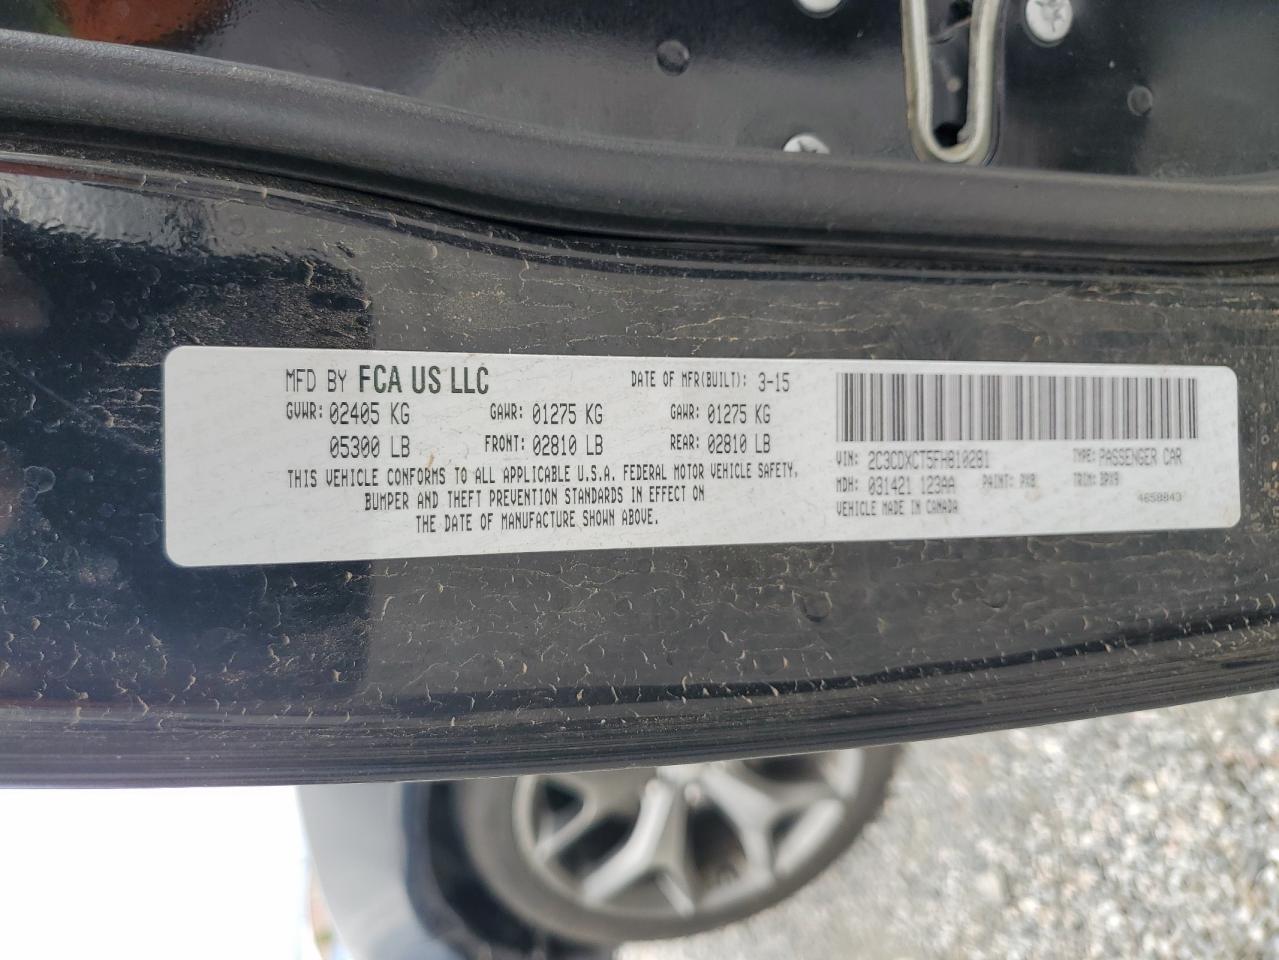 MFD BY FCA US LLC DATE OF MFR(BUILT): 3-15
GVWR: 02405 KG GAWR: 01275 KG GAWR: 01275 KG
05300 LB FRONT: 02810 LB REAR: 02810 LB
THIS VEHICLE CONFORMS TO ALL APPLICABLE U.S.A. FEDERAL MOTOR VEHICLE SAFETY,
BUMPER AND THEFT PREVENTION STANDARDS IN EFFECT ON
THE DATE OF MANUFACTURE SHOWN ABOVE.
VIN: 2C3CDXCT5FH810281 TYPE: PASSENGER CAR
MDH: 031421 123AA PAINT: PX8 TRIM:
VEHICLE MADE IN CANADA 4658843